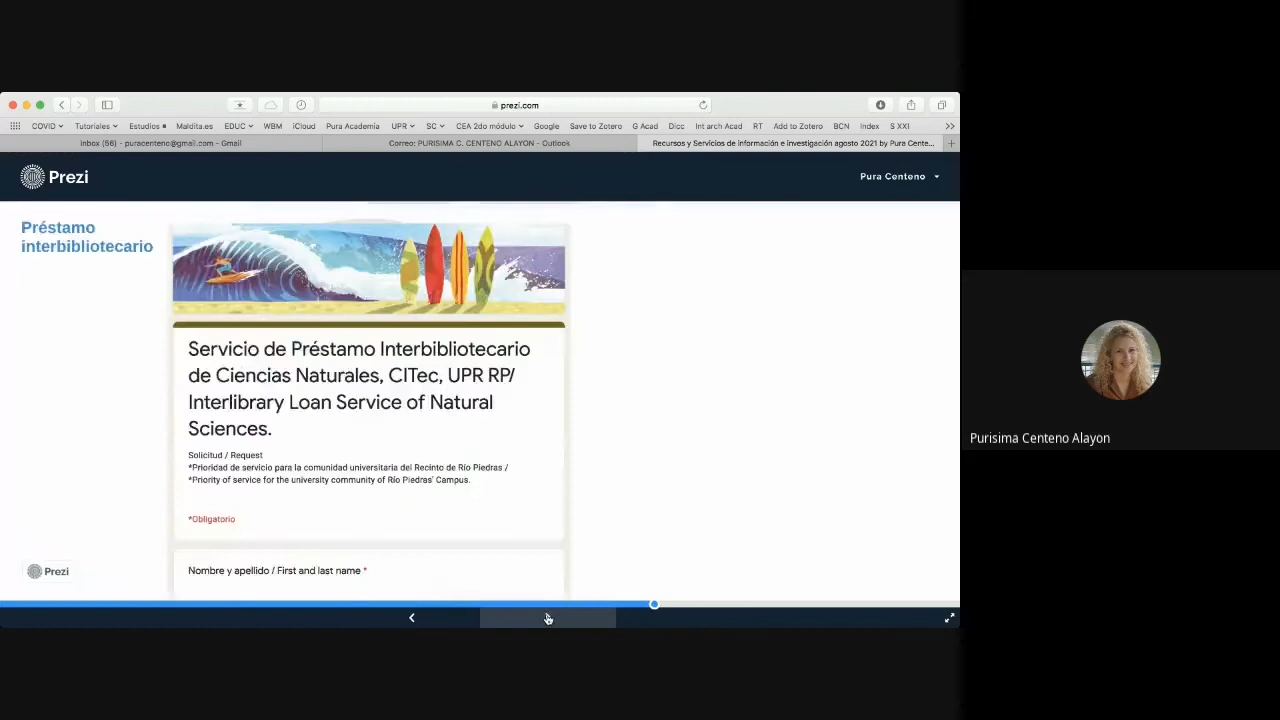 prezi.com
COVID Tutoriales Estudios Maldita.es EDUC WBM iCloud Pura Academia UPR SC CEA 2do módulo Google Save to Zotero G Acad Dicc Int arch Acad RT Add to Zotero BCN Index S XXI
Inbox (56) - puracenteno@gmail.com - Gmail
Correo: PURISIMA C. CENTENO ALAYON - Outlook
Recursos y Servicios de información e investigación agosto 2021 by Pura Cente...
Prezi
Pura Centeno
Préstamo
interbibliotecario
Servicio de Préstamo Interbibliotecario
de Ciencias Naturales, CITec, UPR RP/
Interlibrary Loan Service of Natural
Sciences.
Solicitud / Request
*Prioridad de servicio para la comunidad universitaria del Recinto de Río Piedras /
*Priority of service for the university community of Río Piedras' Campus.
*Obligatorio
Nombre y apellido / First and last name *
Prezi
Purisima Centeno Alayon